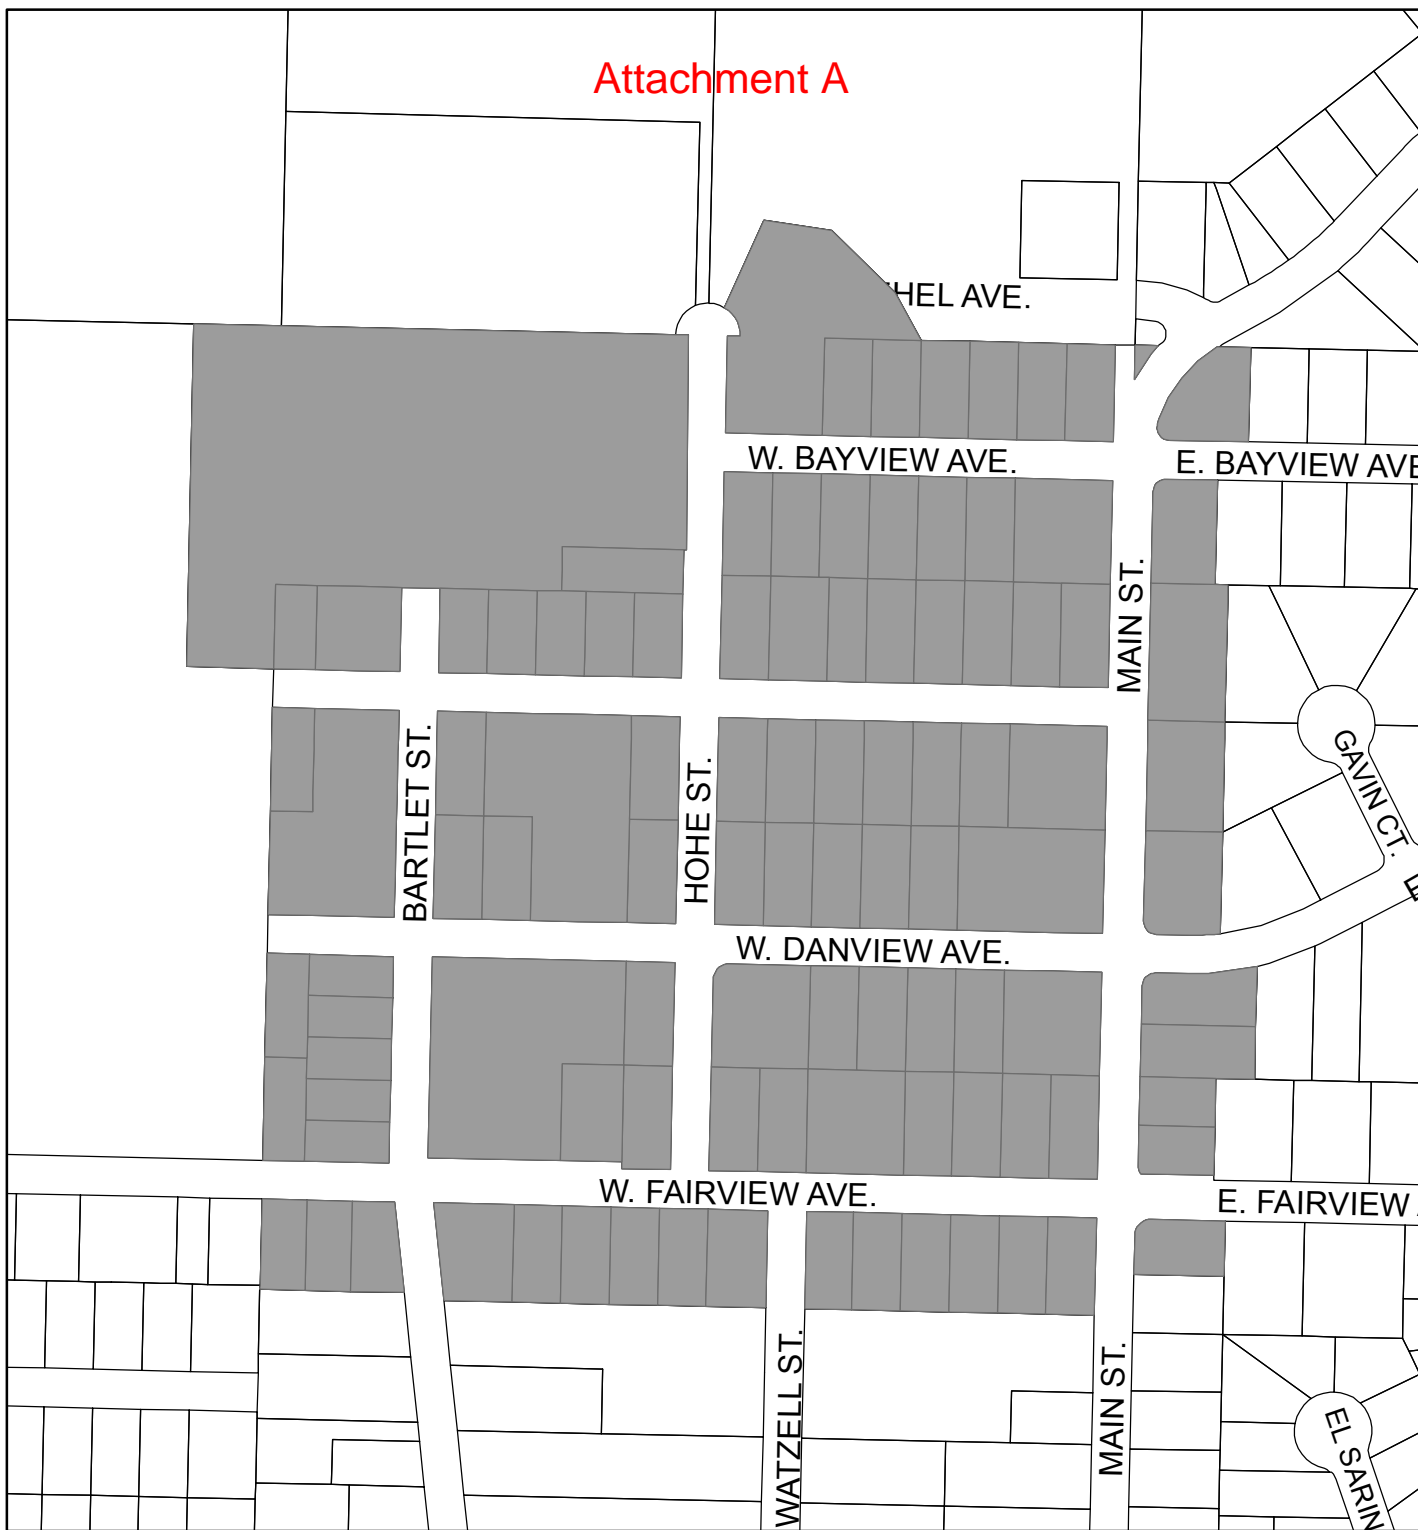 Attachment A
HEL AVE.
W. BAYVIEW AVE.
E. BAYVIEW AVE
MAIN ST.
BARTLET ST.
HOHE ST.
GAVIN CT.
W. DANVIEW AVE.
W. FAIRVIEW AVE.
E. FAIRVIEW
WATZELL ST.
MAIN ST.
EL SARIN